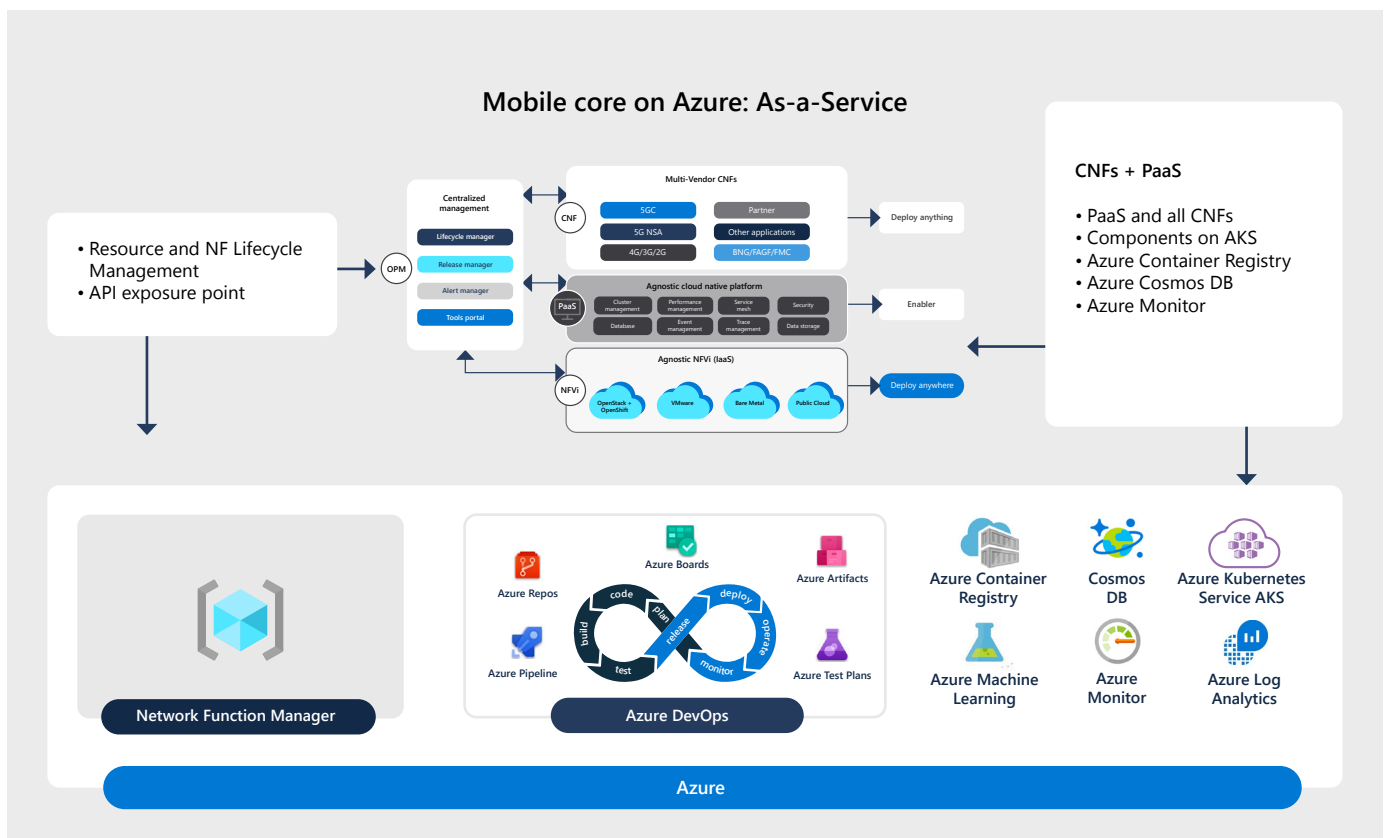 Mobile core on Azure: As-a-Service
• Resource and NF Lifecycle
Management
• API exposure point
OPM
Centralized
management
Lifecycle manager
Release manager
Alert manager
Tools portal
CNF
Multi-Vendor CNFs
5GC
Partner
5G NSA
Other applications
4G/3G/2G
BNG/FAGF/FMC
Deploy anything
PaaS
Agnostic cloud native platform
Cluster
management
Performance
management
Service
mesh
Security
Database
Event
management
Trace
management
Data storage
Enabler
NFVi
Agnostic NFVi (IaaS)
OpenStack +
OpenShift
VMware
Bare Metal
Public Cloud
Deploy anywhere
CNFs + PaaS
• PaaS and all CNFs
• Components on AKS
• Azure Container Registry
• Azure Cosmos DB
• Azure Monitor
Network Function Manager
Azure Repos
Azure Boards
Azure Artifacts
Azure Pipeline
Azure Test Plans
code
plan
build
test
release
deploy
operate
monitor
Azure DevOps
Azure Container
Registry
Cosmos
DB
Azure Kubernetes
Service AKS
Azure Machine
Learning
Azure
Monitor
Azure Log
Analytics
Azure